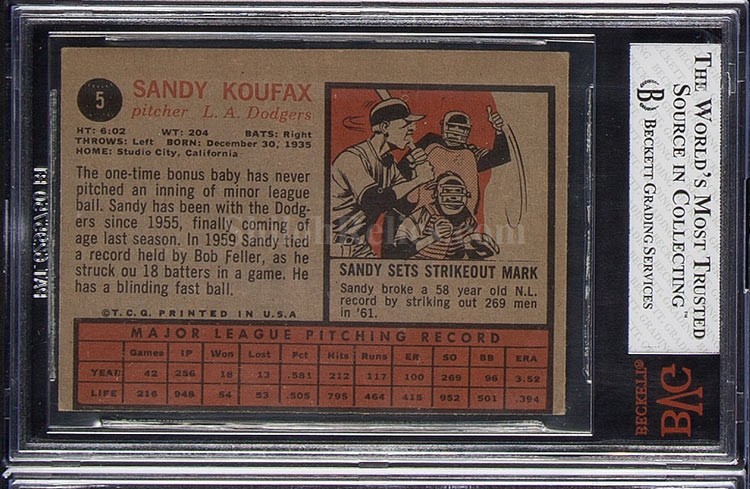 5
SANDY KOUFAX
pitcher L. A. Dodgers
HT: 6:02 WT: 204 BATS: Right
THROWS: Left BORN: December 30, 1935
HOME: Studio City, California
The one-time bonus baby has never
pitched an inning of minor league
ball. Sandy has been with the Dodg-
ers since 1955, finally coming of
age last season. In 1959 Sandy tied
a record held by Bob Feller, as he
struck ou 18 batters in a game. He
has a blinding fast ball.
©T.C.G. PRINTED IN U.S.A
SANDY SETS STRIKEOUT MARK
Sandy broke a 58 year old N.L.
record by striking out 269 men
in '61.
MAJOR LEAGUE PITCHING RECORD
Games IP Won Lost Pct Hits Runs ER SO BB ERA
YEAR 42 256 18 13 .581 212 117 100 269 96 3.52
LIFE 216 948 54 53 .505 795 464 415 952 501 .394
THE WORLD'S MOST TRUSTED
SOURCE IN COLLECTING™
(B) BECKETT GRADING SERVICES
BECKETT®
BVG